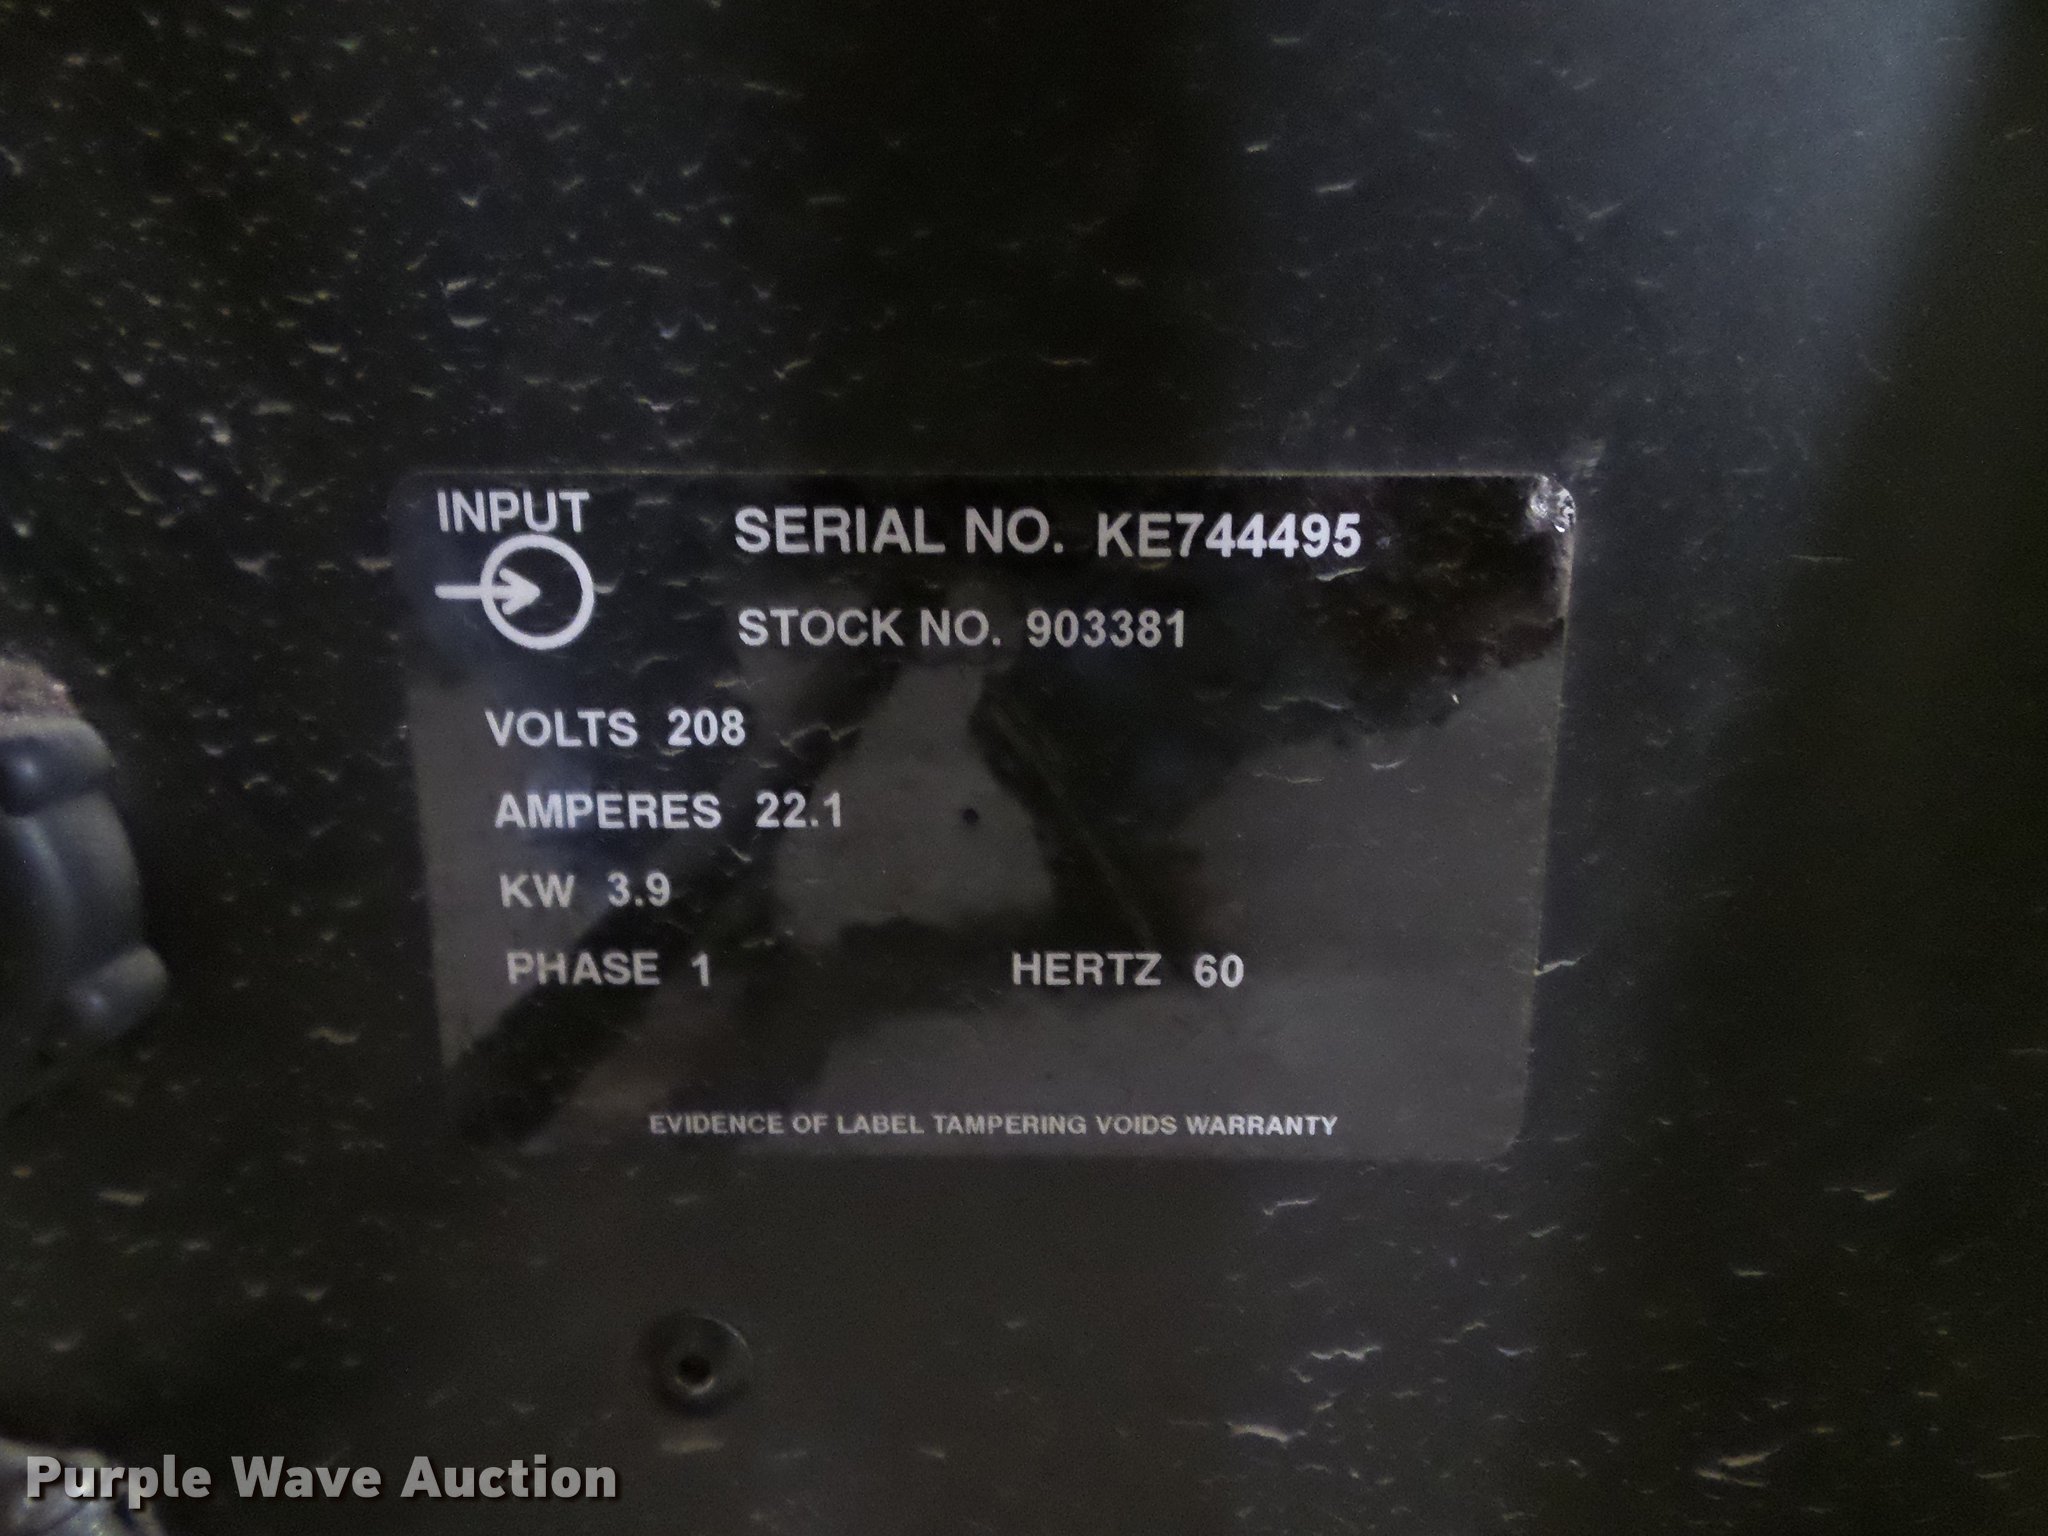 INPUT
SERIAL NO. KE744495
STOCK NO. 903381
VOLTS 208
AMPERES 22.1
KW 3.9
PHASE 1 HERTZ 60
EVIDENCE OF LABEL TAMPERING VOIDS WARRANTY
Purple Wave Auction